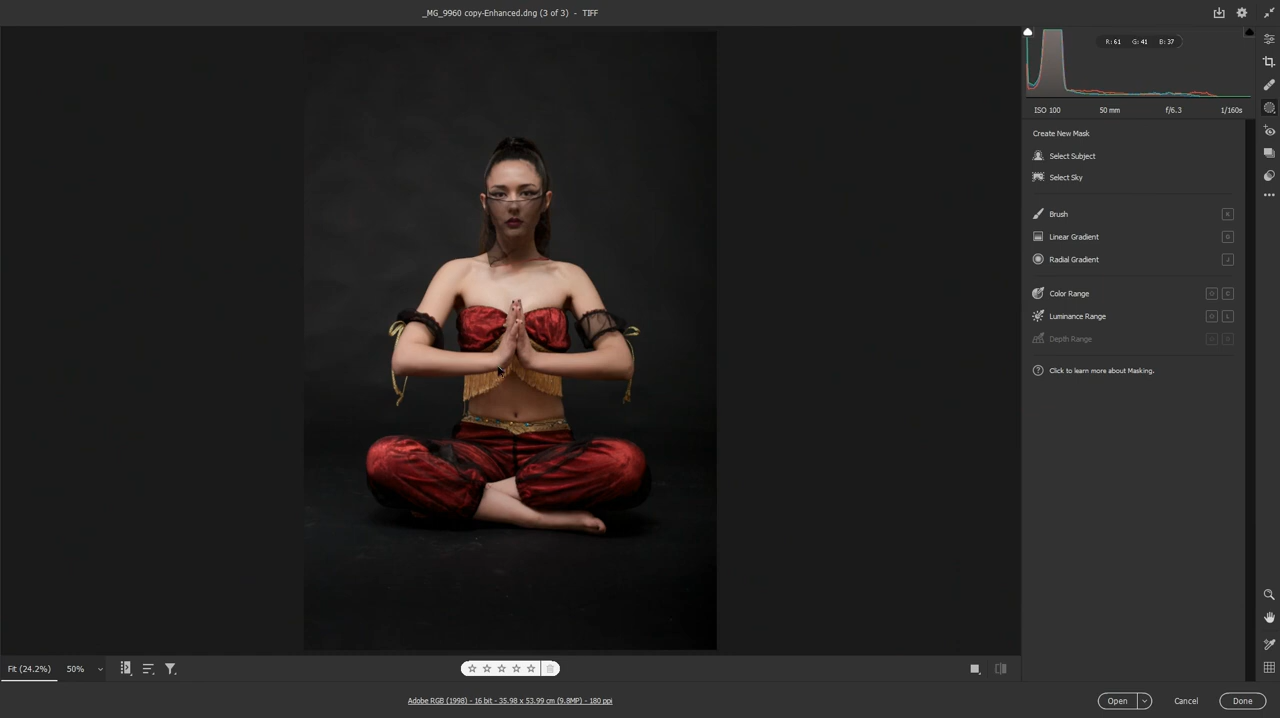 _MG_9960 copy-Enhanced.dng (3 of 3) - TIFF
R: 61 G: 41 B: 37
ISO 100 50 mm f/6.3 1/160s
Create New Mask
Select Subject
Select Sky
Brush K
Linear Gradient G
Radial Gradient J
Color Range C
Luminance Range L
Depth Range
Click to learn more about Masking.
Fit (24.2%) 50%
Adobe RGB (1998) - 16 bit - 35.98 x 53.99 cm (9.8MP) - 180 ppi
Open Cancel Done